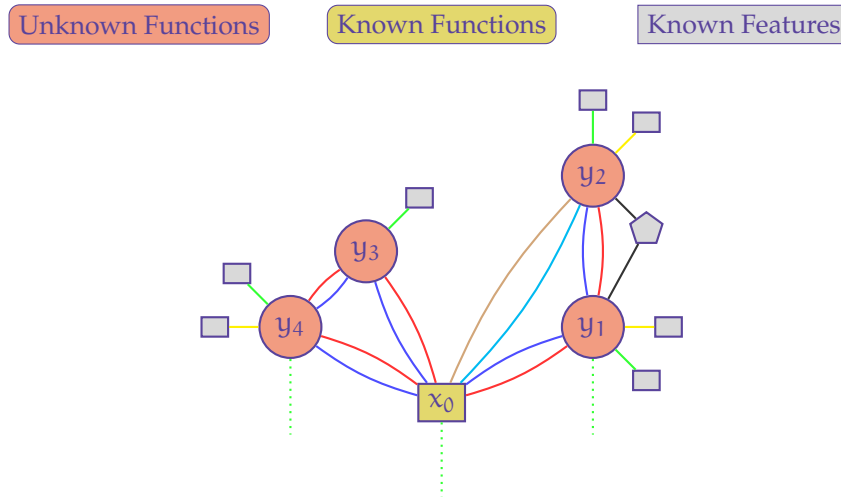 Unknown Functions
Known Functions
Known Features
y₂
y₃
y₄
y₁
x₀